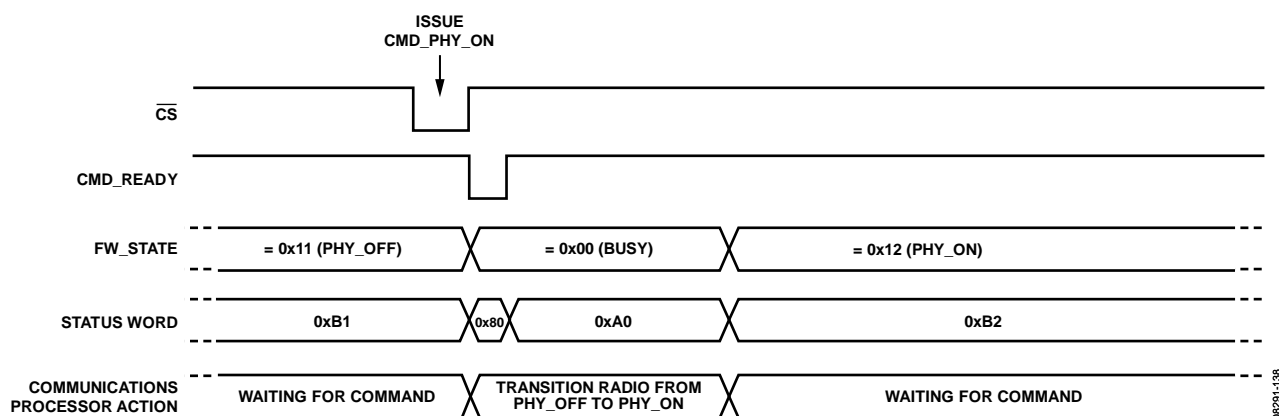 ISSUE
CMD_PHY_ON
CS
CMD_READY
FW_STATE = 0x11 (PHY_OFF) = 0x00 (BUSY) = 0x12 (PHY_ON)
STATUS WORD 0xB1 0x80 0xA0 0xB2
COMMUNICATIONS
PROCESSOR ACTION
WAITING FOR COMMAND
TRANSITION RADIO FROM
PHY_OFF TO PHY_ON
WAITING FOR COMMAND